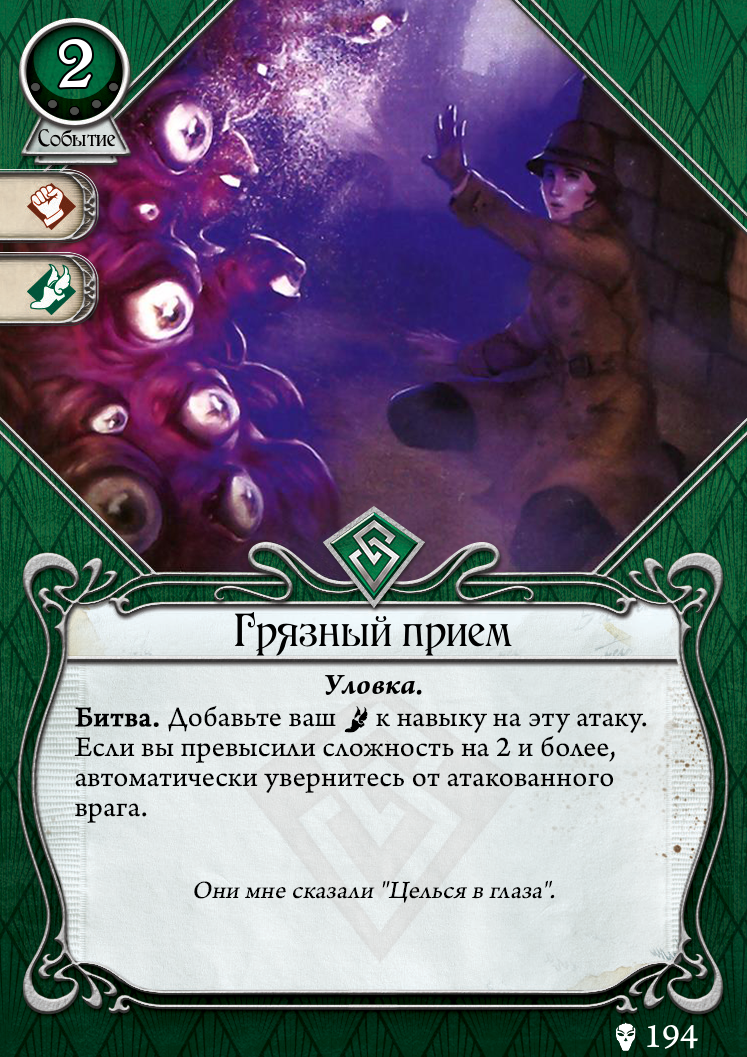 2
Событие
Грязный прием
Уловка.
Битва. Добавьте ваш к навыку на эту атаку.
Если вы превысили сложность на 2 и более,
автоматически увернитесь от атакованного
врага.
Они мне сказали "Целься в глаза".
194